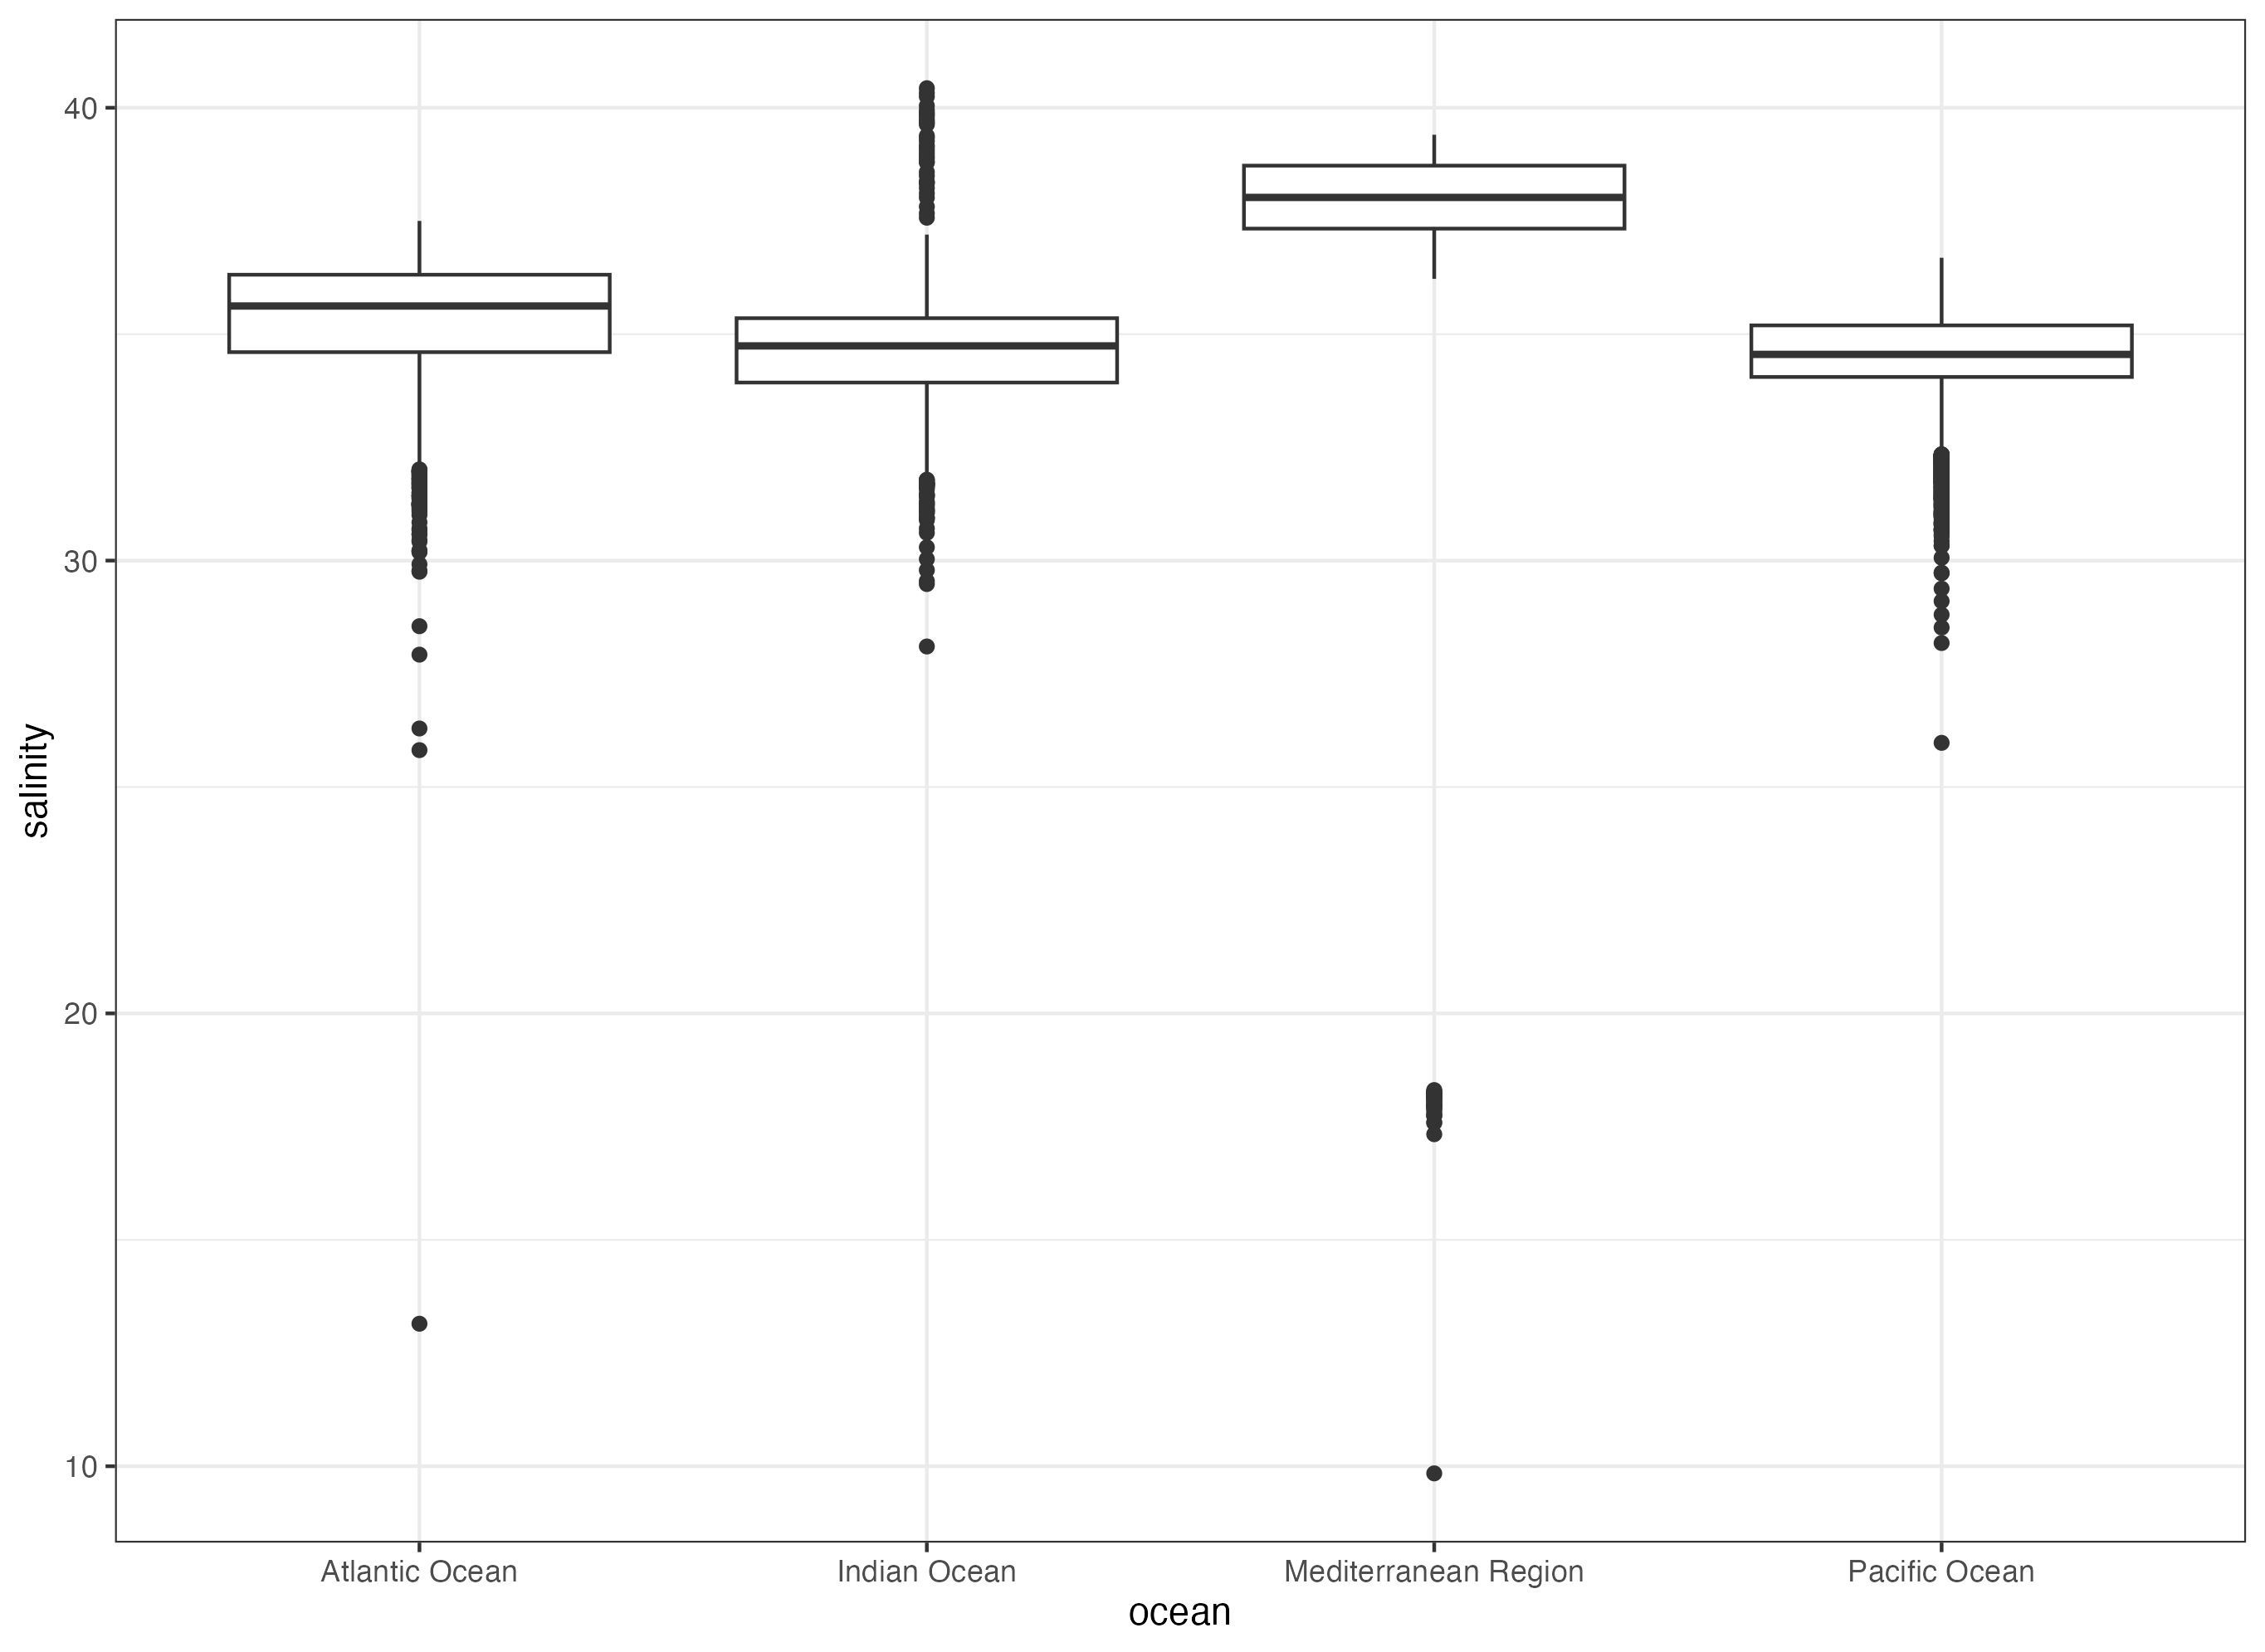 salinity
40
30
20
10
Atlantic Ocean
Indian Ocean
Mediterranean Region
Pacific Ocean
ocean